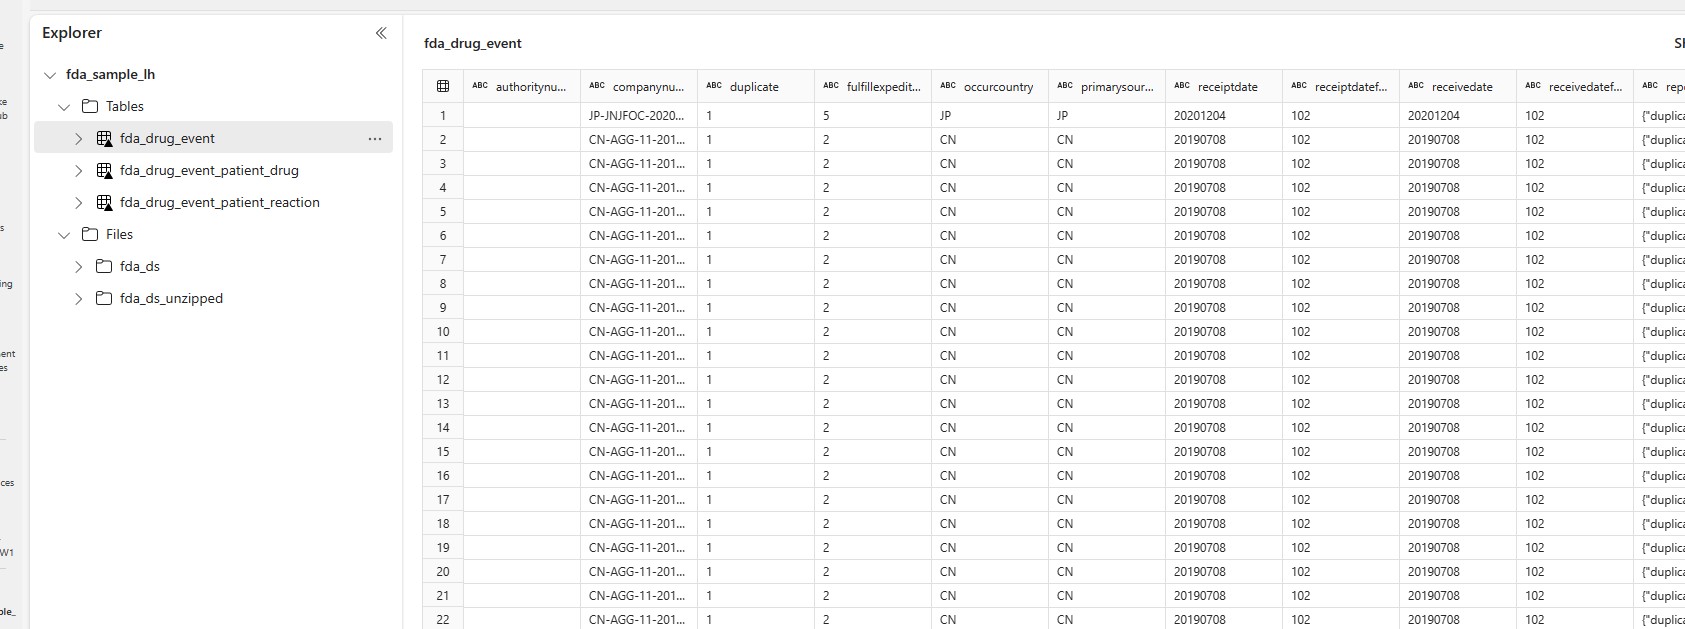 Explorer
fda_sample_lh
Tables
fda_drug_event
fda_drug_event_patient_drug
fda_drug_event_patient_reaction
Files
fda_ds
fda_ds_unzipped
fda_drug_event
ABC authoritynu... ABC companynu... ABC duplicate ABC fulfillexpedit... ABC occurcountry ABC primarysour... ABC receiptdate ABC receiptdatef... ABC receivedate ABC receivedatef... ABC
1 JP-JNJFOC-2020... 1 5 JP JP 20201204 102 20201204 102 {"duplica
2 CN-AGG-11-201... 1 2 CN CN 20190708 102 20190708 102 {"duplica
3 CN-AGG-11-201... 1 2 CN CN 20190708 102 20190708 102 {"duplica
4 CN-AGG-11-201... 1 2 CN CN 20190708 102 20190708 102 {"duplica
5 CN-AGG-11-201... 1 2 CN CN 20190708 102 20190708 102 {"duplica
6 CN-AGG-11-201... 1 2 CN CN 20190708 102 20190708 102 {"duplica
7 CN-AGG-11-201... 1 2 CN CN 20190708 102 20190708 102 {"duplica
8 CN-AGG-11-201... 1 2 CN CN 20190708 102 20190708 102 {"duplica
9 CN-AGG-11-201... 1 2 CN CN 20190708 102 20190708 102 {"duplica
10 CN-AGG-11-201... 1 2 CN CN 20190708 102 20190708 102 {"duplica
11 CN-AGG-11-201... 1 2 CN CN 20190708 102 20190708 102 {"duplica
12 CN-AGG-11-201... 1 2 CN CN 20190708 102 20190708 102 {"duplica
13 CN-AGG-11-201... 1 2 CN CN 20190708 102 20190708 102 {"duplica
14 CN-AGG-11-201... 1 2 CN CN 20190708 102 20190708 102 {"duplica
15 CN-AGG-11-201... 1 2 CN CN 20190708 102 20190708 102 {"duplica
16 CN-AGG-11-201... 1 2 CN CN 20190708 102 20190708 102 {"duplica
17 CN-AGG-11-201... 1 2 CN CN 20190708 102 20190708 102 {"duplica
18 CN-AGG-11-201... 1 2 CN CN 20190708 102 20190708 102 {"duplica
19 CN-AGG-11-201... 1 2 CN CN 20190708 102 20190708 102 {"duplica
20 CN-AGG-11-201... 1 2 CN CN 20190708 102 20190708 102 {"duplica
21 CN-AGG-11-201... 1 2 CN CN 20190708 102 20190708 102 {"duplica
22 CN-AGG-11-201... 1 2 CN CN 20190708 102 20190708 102 {"duplica